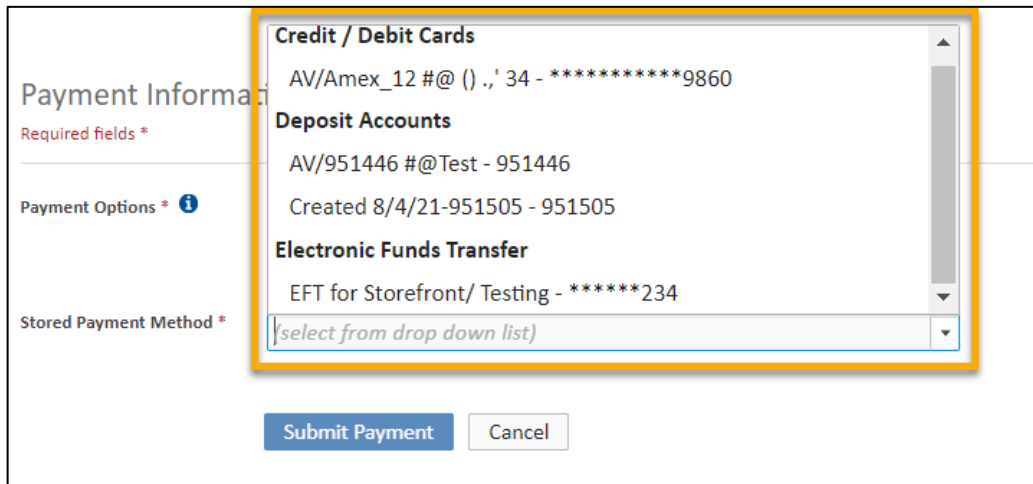 Credit / Debit Cards
AV/Amex_12 #@ () .,' 34 - ***********9860
Payment Informati
Required fields *
Deposit Accounts
AV/951446 #@Test - 951446
Payment Options *
Created 8/4/21-951505 - 951505
Electronic Funds Transfer
EFT for Storefront/ Testing - ******234
Stored Payment Method *
(select from drop down list)
Submit Payment
Cancel